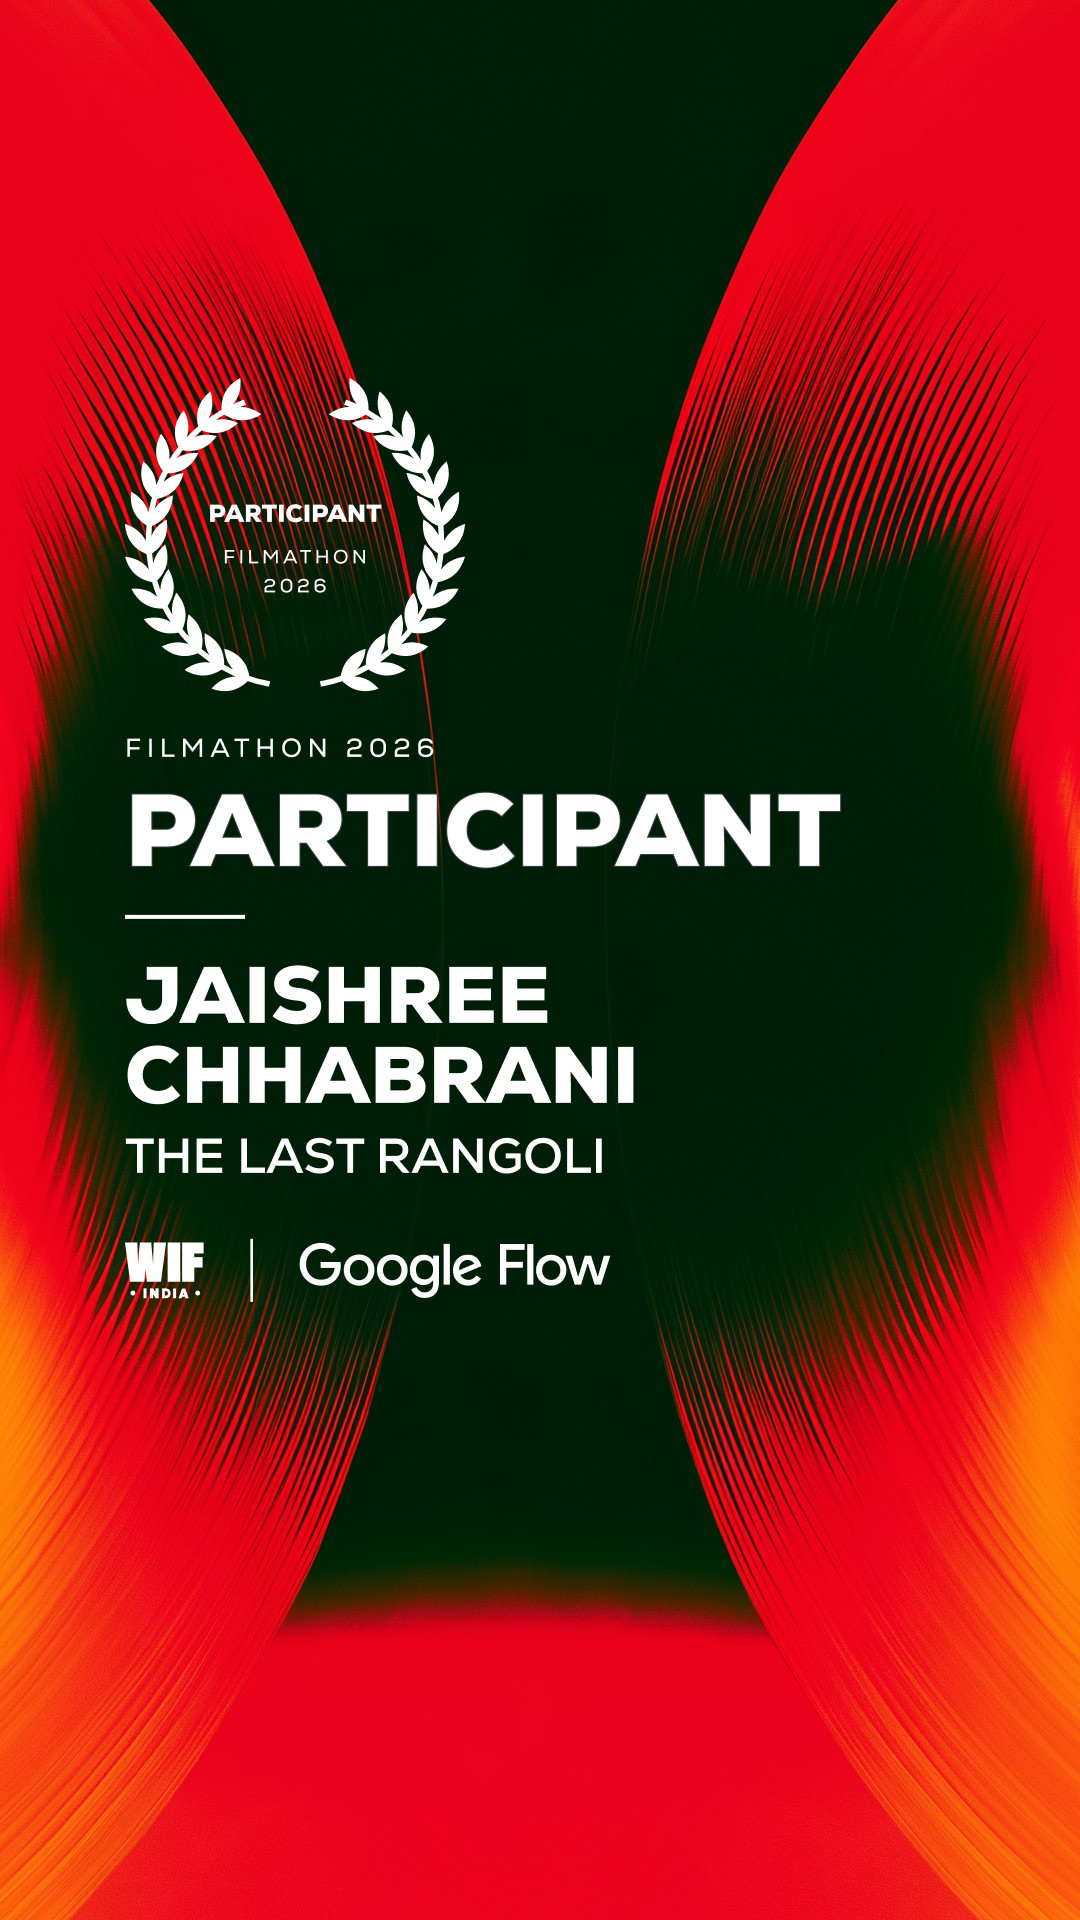 PARTICIPANT
FILMATHON
2026
FILMATHON 2026
PARTICIPANT
JAISHREE
CHHABRANI
THE LAST RANGOLI
WIF
• INDIA •
Google Flow